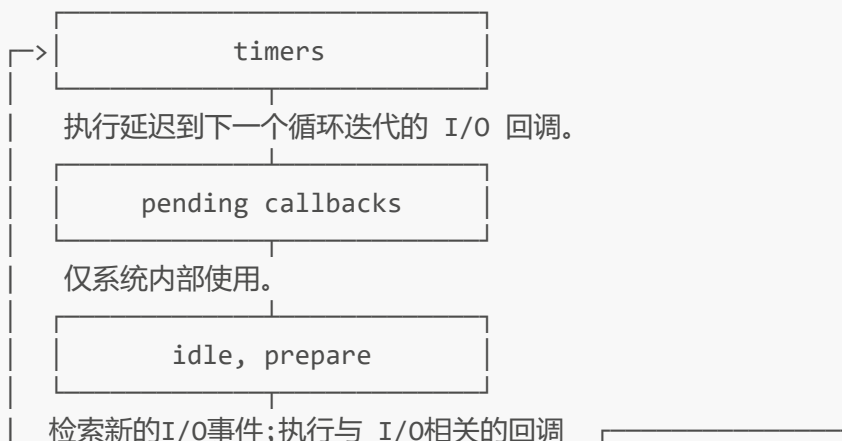 timers
执行延迟到下一个循环迭代的 I/O 回调。
pending callbacks
仅系统内部使用。
idle, prepare
检索新的I/O事件;执行与 I/O相关的回调